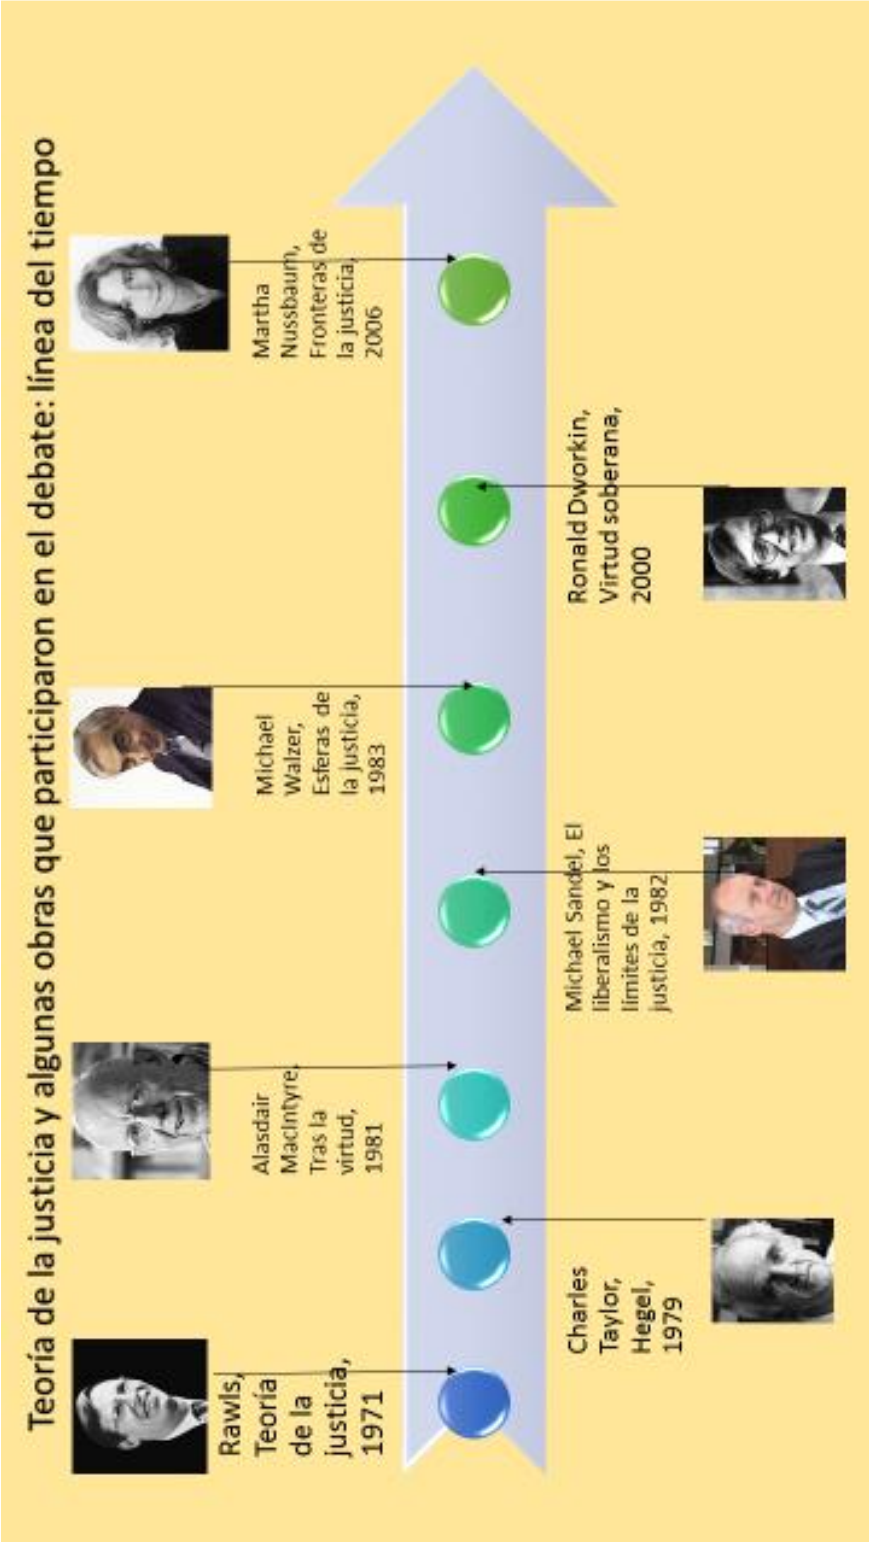 Teoría de la justicia y algunas obras que participaron en el debate: línea del tiempo
Rawls,
Teoría
de la
justicia,
1971
Charles
Taylor,
Hegel,
1979
Alasdair
MacIntyre,
Tras la
virtud,
1981
Michael Sandel, El
liberalismo y los
límites de la
justicia, 1982
Michael
Walzer,
Esferas de
la justicia,
1983
Ronald Dworkin,
Virtud soberana,
2000
Martha
Nussbaum,
Fronteras de
la justicia,
2006